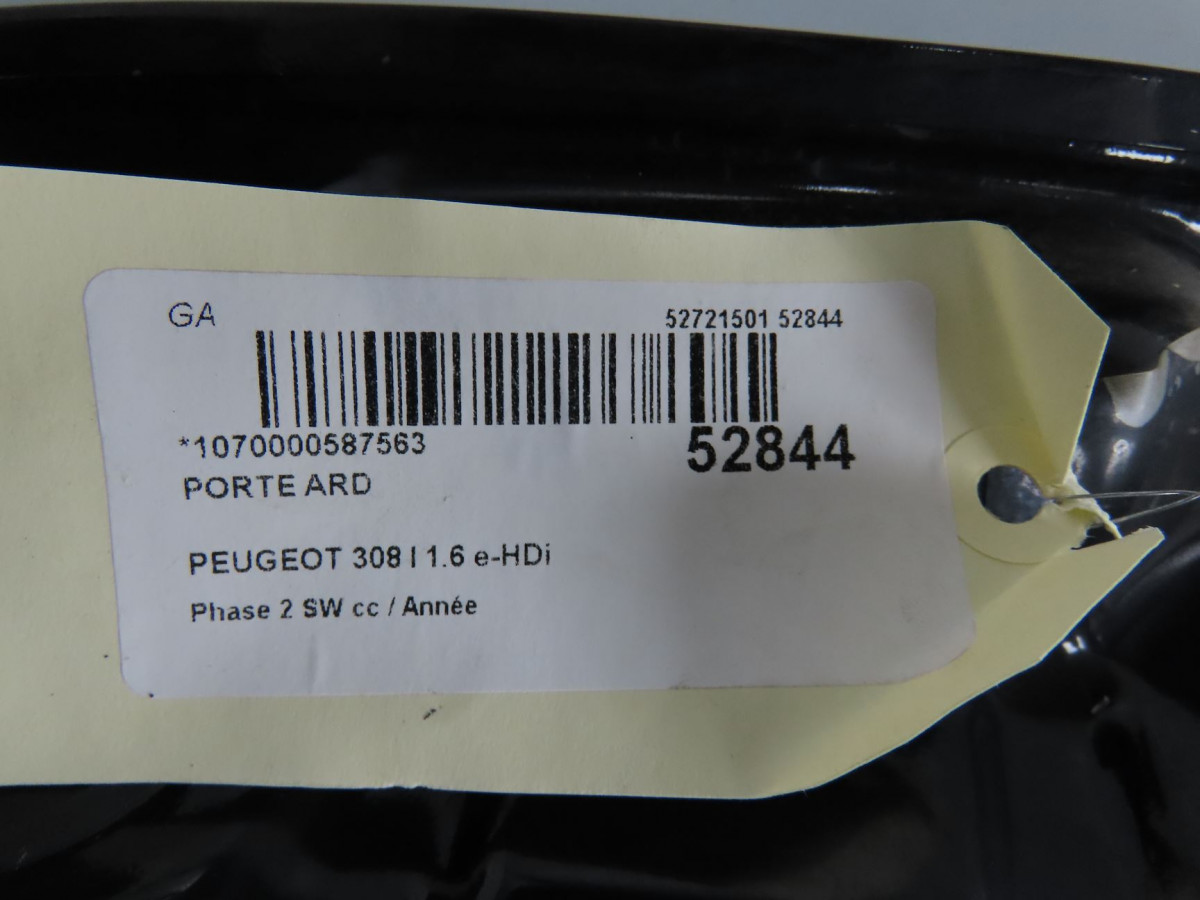 GA
52721501 52844
*1070000587563
52844
PORTE ARD
PEUGEOT 308 I 1.6 e-HDi
Phase 2 SW cc / Année